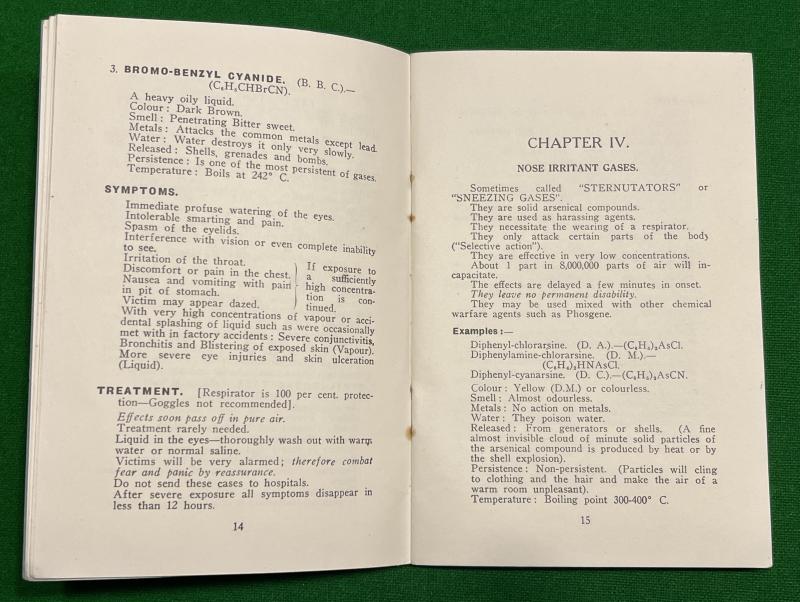 3. BROMO-BENZYL CYANIDE. (B. B. C.).—
(C₆H₅CHBrCN).
A heavy oily liquid.
Colour: Dark Brown.
Smell: Penetrating Bitter sweet.
Metals: Attacks the common metals except lead.
Water: Water destroys it only very slowly.
Released: Shells, grenades and bombs.
Persistence: Is one of the most persistent of gases.
Temperature: Boils at 242° C.
SYMPTOMS.
Immediate profuse watering of the eyes.
Intolerable smarting and pain.
Spasm of the eyelids.
Interference with vision or even complete inability
to see.
Irritation of the throat.
Discomfort or pain in the chest.
Nausea and vomiting with pain
in pit of stomach.
Victim may appear dazed.
If exposure to
a sufficiently
high concentra-
tion is con-
tinued.
With very high concentrations of vapour or acci-
dental splashing of liquid such as were occasionally
met with in factory accidents: Severe conjunctivitis,
Bronchitis and Blistering of exposed skin (Vapour).
More severe eye injuries and skin ulceration
(Liquid).
TREATMENT. [Respirator is 100 per cent. protec-
tion—Goggles not recommended].
Effects soon pass off in pure air.
Treatment rarely needed.
Liquid in the eyes—thoroughly wash out with warm
water or normal saline.
Victims will be very alarmed; therefore combat
fear and panic by reassurance.
Do not send these cases to hospitals.
After severe exposure all symptoms disappear in
less than 12 hours.
14
CHAPTER IV.
NOSE IRRITANT GASES.
Sometimes called "STERNUTATORS" or
"SNEEZING GASES".
They are solid arsenical compounds.
They are used as harassing agents.
They necessitate the wearing of a respirator.
They only attack certain parts of the body
("Selective action").
They are effective in very low concentrations.
About 1 part in 8,000,000 parts of air will in-
capacitate.
The effects are delayed a few minutes in onset.
They leave no permanent disability.
They may be used mixed with other chemical
warfare agents such as Phosgene.
Examples:—
Diphenyl-chlorarsine. (D. A.).—(C₆H₅)₂AsCl.
Diphenylamine-chlorarsine. (D. M.).—
(C₆H₄)₂HNAsCl.
Diphenyl-cyanarsine. (D. C.).—(C₆H₅)₂AsCN.
Colour: Yellow (D.M.) or colourless.
Smell: Almost odourless.
Metals: No action on metals.
Water: They poison water.
Released: From generators or shells. (A fine
almost invisible cloud of minute solid particles of
the arsenical compound is produced by heat or by
the shell explosion).
Persistence: Non-persistent. (Particles will cling
to clothing and the hair and make the air of a
warm room unpleasant).
Temperature: Boiling point 300-400° C.
15